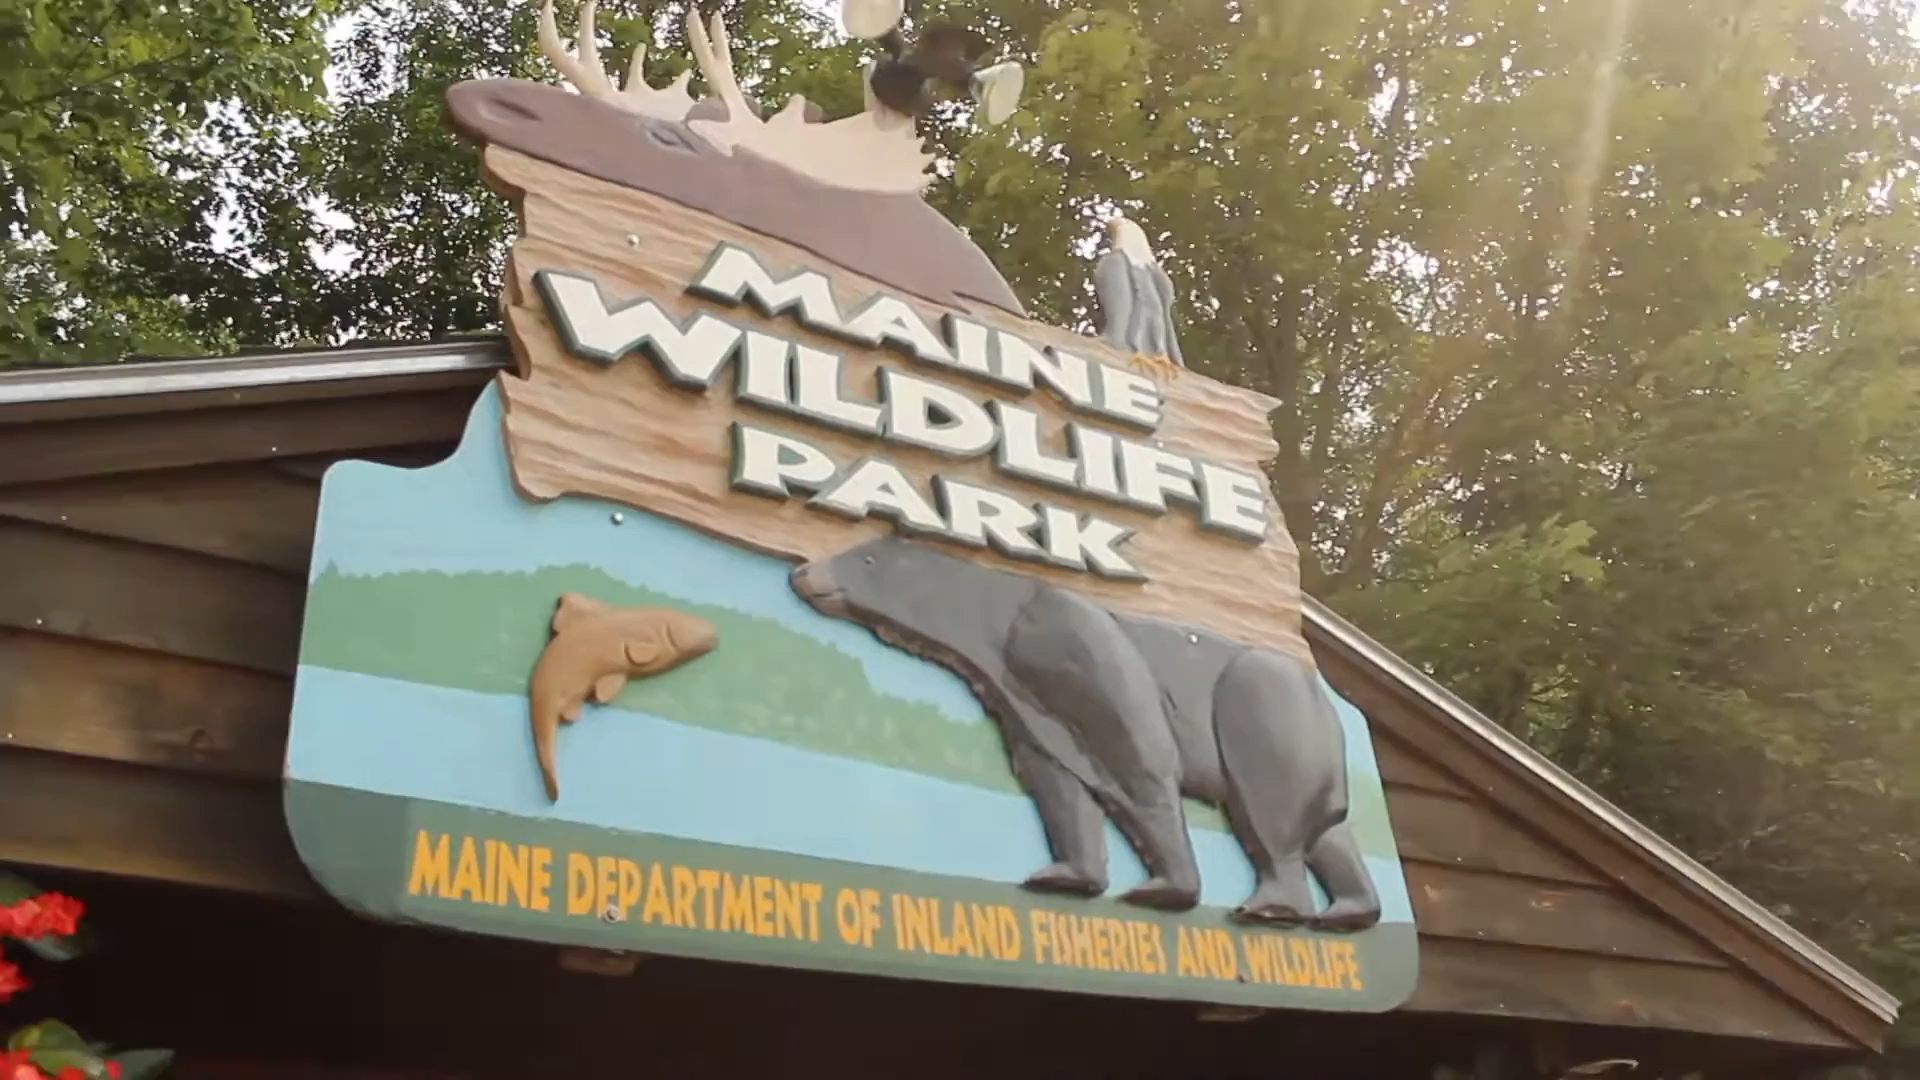 MAINE
WILDLIFE
PARK
MAINE DEPARTMENT OF INLAND FISHERIES AND WILDLIFE